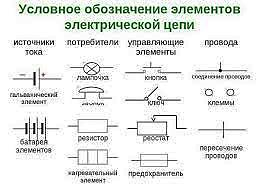 Условное обозначение элементов
электрической цепи
источники
тока
потребители
управляющие
элементы
провода
лампочка
кнопка
соединение проводов
гальванический
элемент
звонок
ключ
клеммы
батарея
элементов
резистор
реостат
пересечение
проводов
нагревательный
элемент
предохранитель